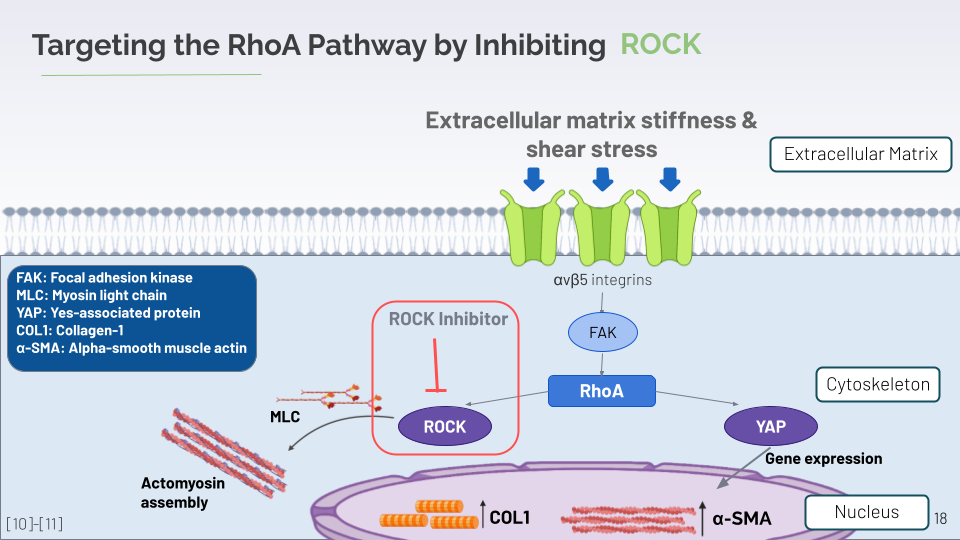 Targeting the RhoA Pathway by Inhibiting ROCK
Extracellular matrix stiffness &
shear stress
Extracellular Matrix
αvβ5 integrins
FAK: Focal adhesion kinase
MLC: Myosin light chain
YAP: Yes-associated protein
COL1: Collagen-1
α-SMA: Alpha-smooth muscle actin
ROCK Inhibitor
FAK
RhoA
Cytoskeleton
MLC
ROCK
YAP
Gene expression
Actomyosin
assembly
COL1
α-SMA
Nucleus
[10]-[11]
18